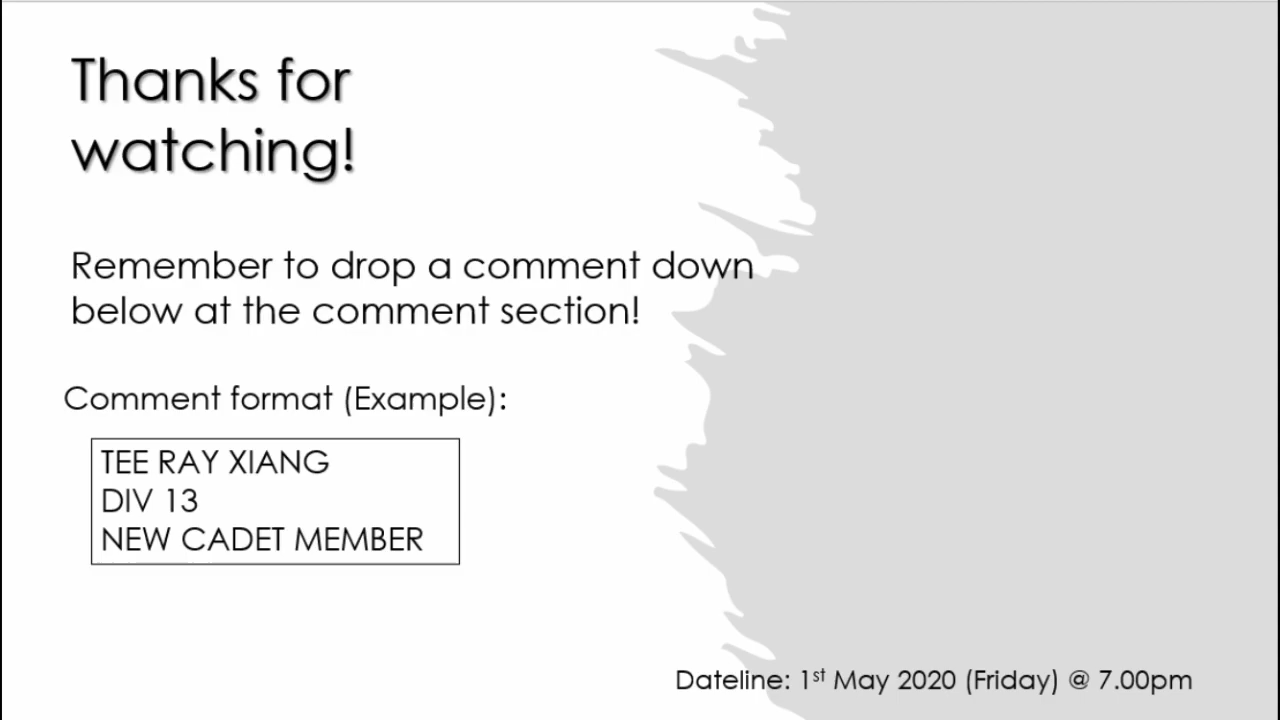 Thanks for
watching!
Remember to drop a comment down
below at the comment section!
Comment format (Example):
TEE RAY XIANG
DIV 13
NEW CADET MEMBER
Dateline: 1st May 2020 (Friday) @ 7.00pm